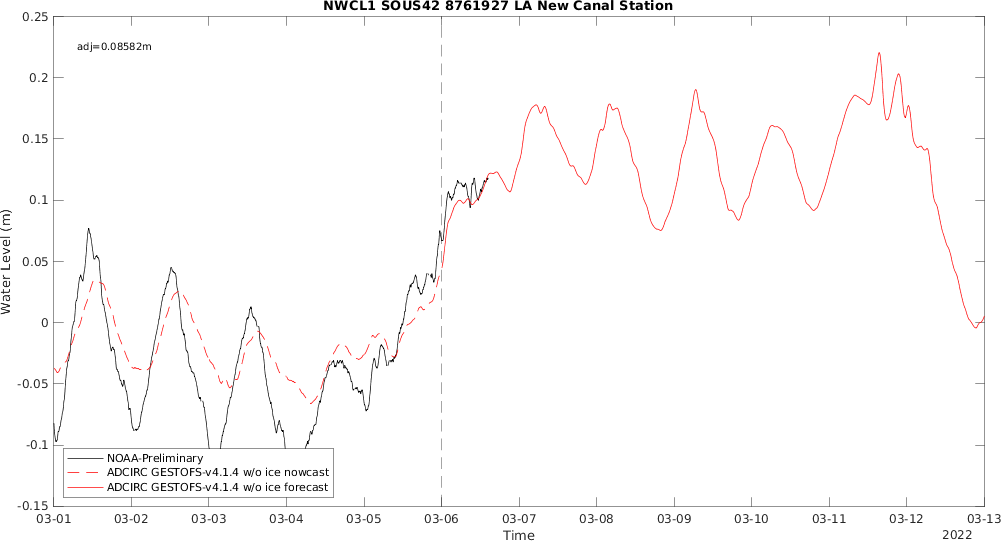 NWCL1 SOUS42 8761927 LA New Canal Station
adj=0.08582m
0.25
0.2
0.15
0.1
0.05
0
-0.05
-0.1
-0.15
Water Level (m)
NOAA-Preliminary
ADCIRC GESTOFS-v4.1.4 w/o ice nowcast
ADCIRC GESTOFS-v4.1.4 w/o ice forecast
03-01 03-02 03-03 03-04 03-05 03-06 03-07 03-08 03-09 03-10 03-11 03-12 03-13
Time
2022